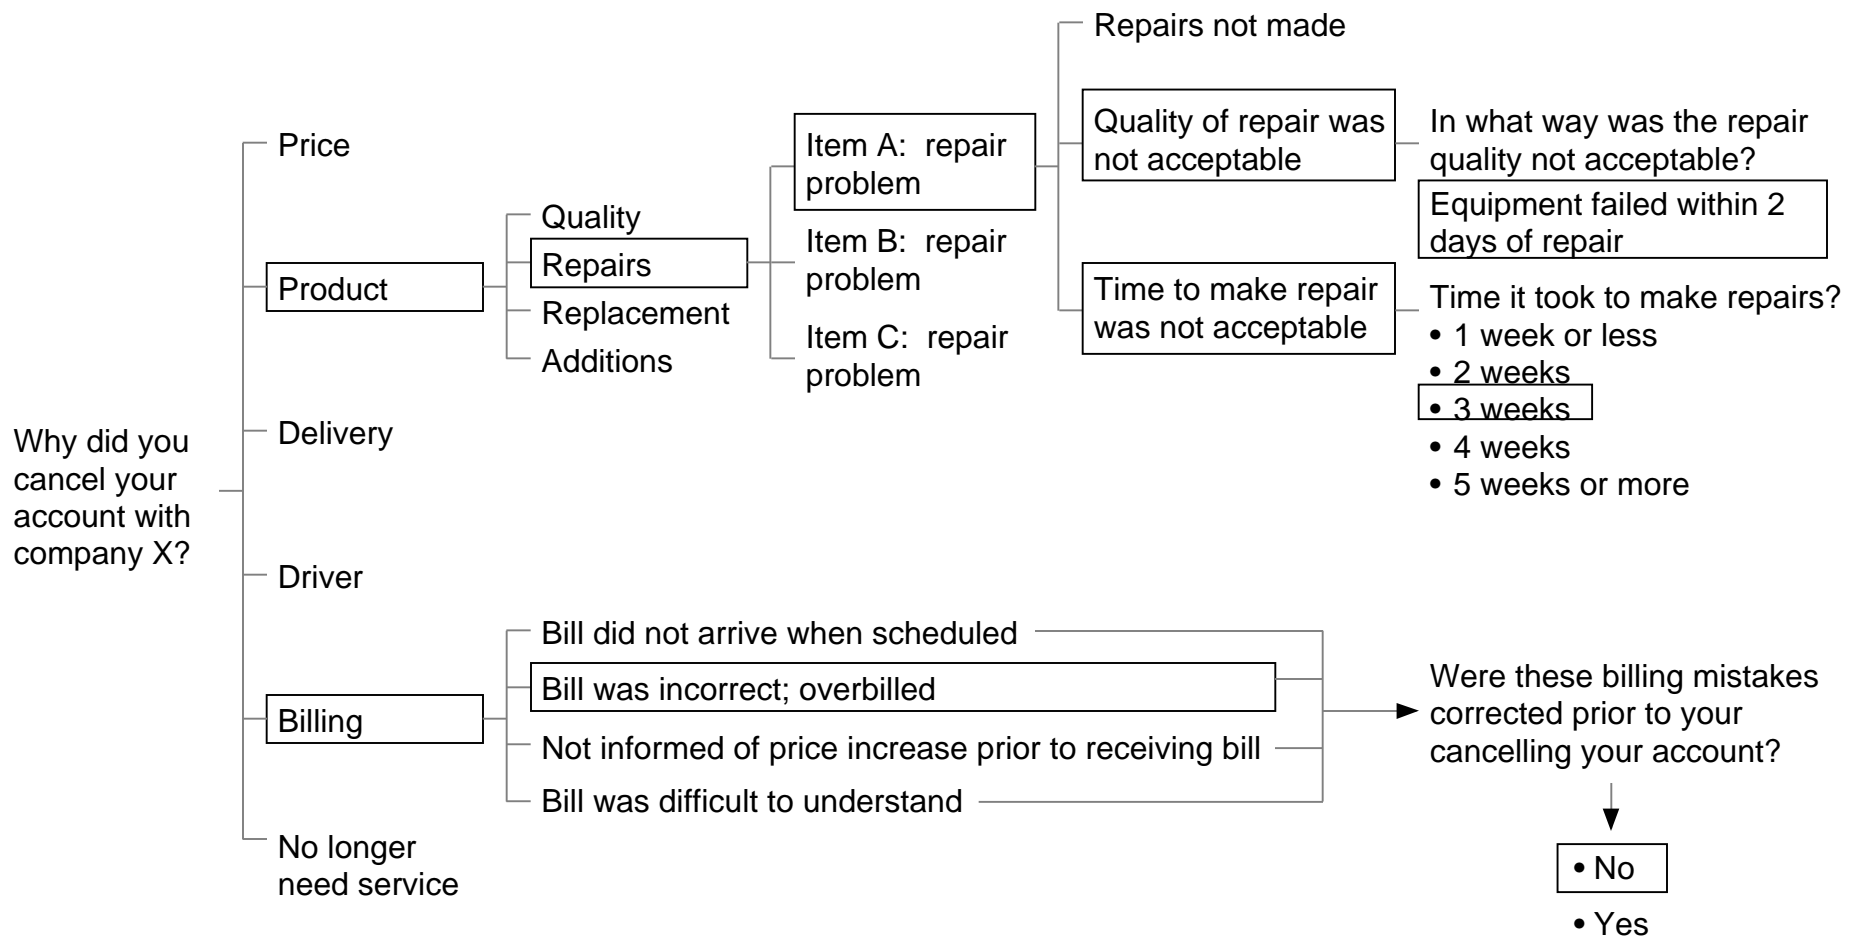 Why did you
cancel your
account with
company X?
Price
Product
Delivery
Driver
Billing
No longer
need service
Quality
Repairs
Replacement
Additions
Item A:  repair
problem
Item B:  repair
problem
Item C:  repair
problem
Repairs not made
Quality of repair was
not acceptable
Time to make repair
was not acceptable
In what way was the repair
quality not acceptable?
Equipment failed within 2
days of repair
Time it took to make repairs?
• 1 week or less
• 2 weeks
• 3 weeks
• 4 weeks
• 5 weeks or more
Bill did not arrive when scheduled
Bill was incorrect; overbilled
Not informed of price increase prior to receiving bill
Bill was difficult to understand
Were these billing mistakes
corrected prior to your
cancelling your account?
• No
• Yes